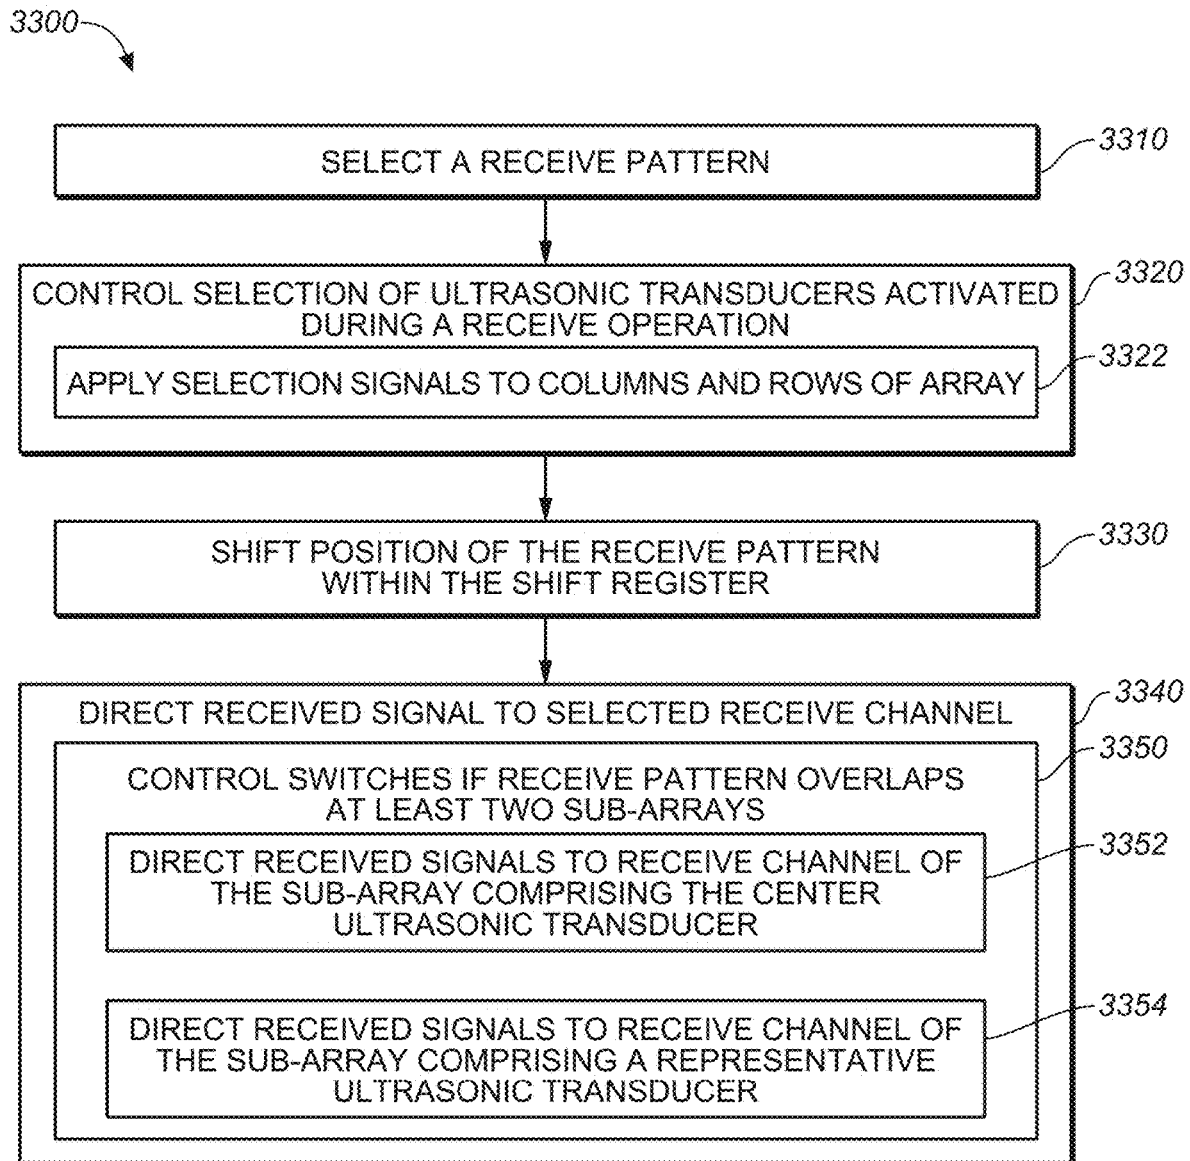 3300
SELECT A RECEIVE PATTERN
3310
CONTROL SELECTION OF ULTRASONIC TRANSDUCERS ACTIVATED
DURING A RECEIVE OPERATION
3320
APPLY SELECTION SIGNALS TO COLUMNS AND ROWS OF ARRAY
3322
SHIFT POSITION OF THE RECEIVE PATTERN
WITHIN THE SHIFT REGISTER
3330
DIRECT RECEIVED SIGNAL TO SELECTED RECEIVE CHANNEL
3340
CONTROL SWITCHES IF RECEIVE PATTERN OVERLAPS
AT LEAST TWO SUB-ARRAYS
3350
DIRECT RECEIVED SIGNALS TO RECEIVE CHANNEL OF
THE SUB-ARRAY COMPRISING THE CENTER
ULTRASONIC TRANSDUCER
3352
DIRECT RECEIVED SIGNALS TO RECEIVE CHANNEL OF
THE SUB-ARRAY COMPRISING A REPRESENTATIVE
ULTRASONIC TRANSDUCER
3354